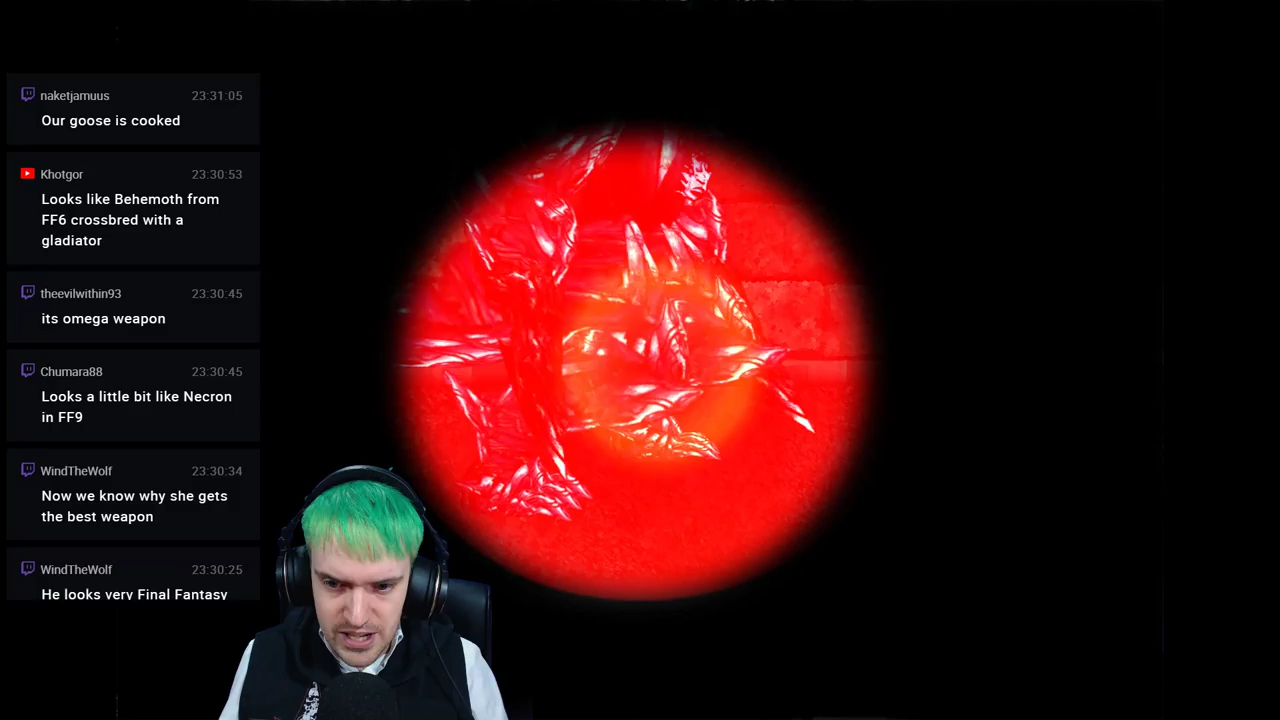 naketjamuus 23:31:05
Our goose is cooked
Khotgor 23:30:53
Looks like Behemoth from
FF6 crossbred with a
gladiator
theevilwithin93 23:30:45
its omega weapon
Chumara88 23:30:45
Looks a little bit like Necron
in FF9
WindTheWolf 23:30:34
Now we know why she gets
the best weapon
WindTheWolf 23:30:25
He looks very Final Fantasy